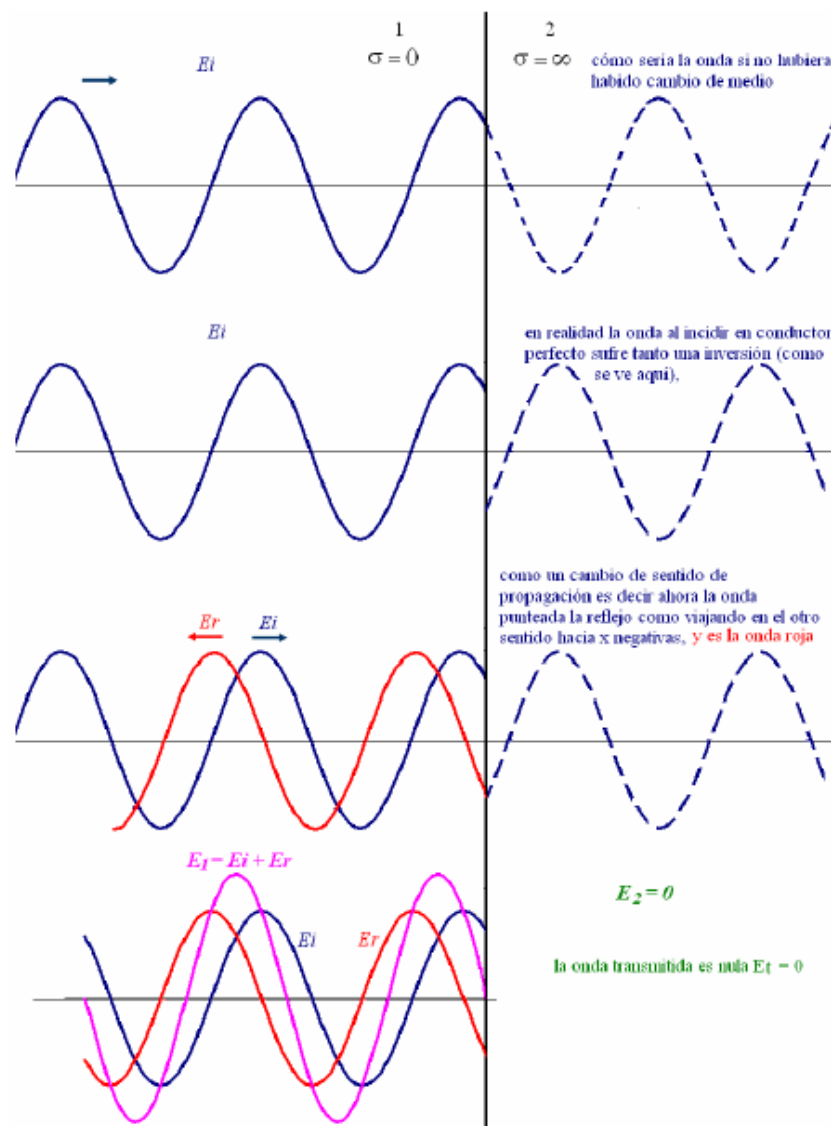 1
2
σ = 0
σ = ∞
Ei
cómo sería la onda si no hubiera
habido cambio de medio
Ei
en realidad la onda al incidir en conductor
perfecto sufre tanto una inversión (como
se ve aquí),
como un cambio de sentido de
propagación es decir ahora la onda
punteada la reflejo como viajando en el otro
sentido hacia x negativas, y es la onda roja
Er
Ei
E1 = Ei + Er
E2 = 0
Ei
Er
la onda transmitida es nula Et = 0